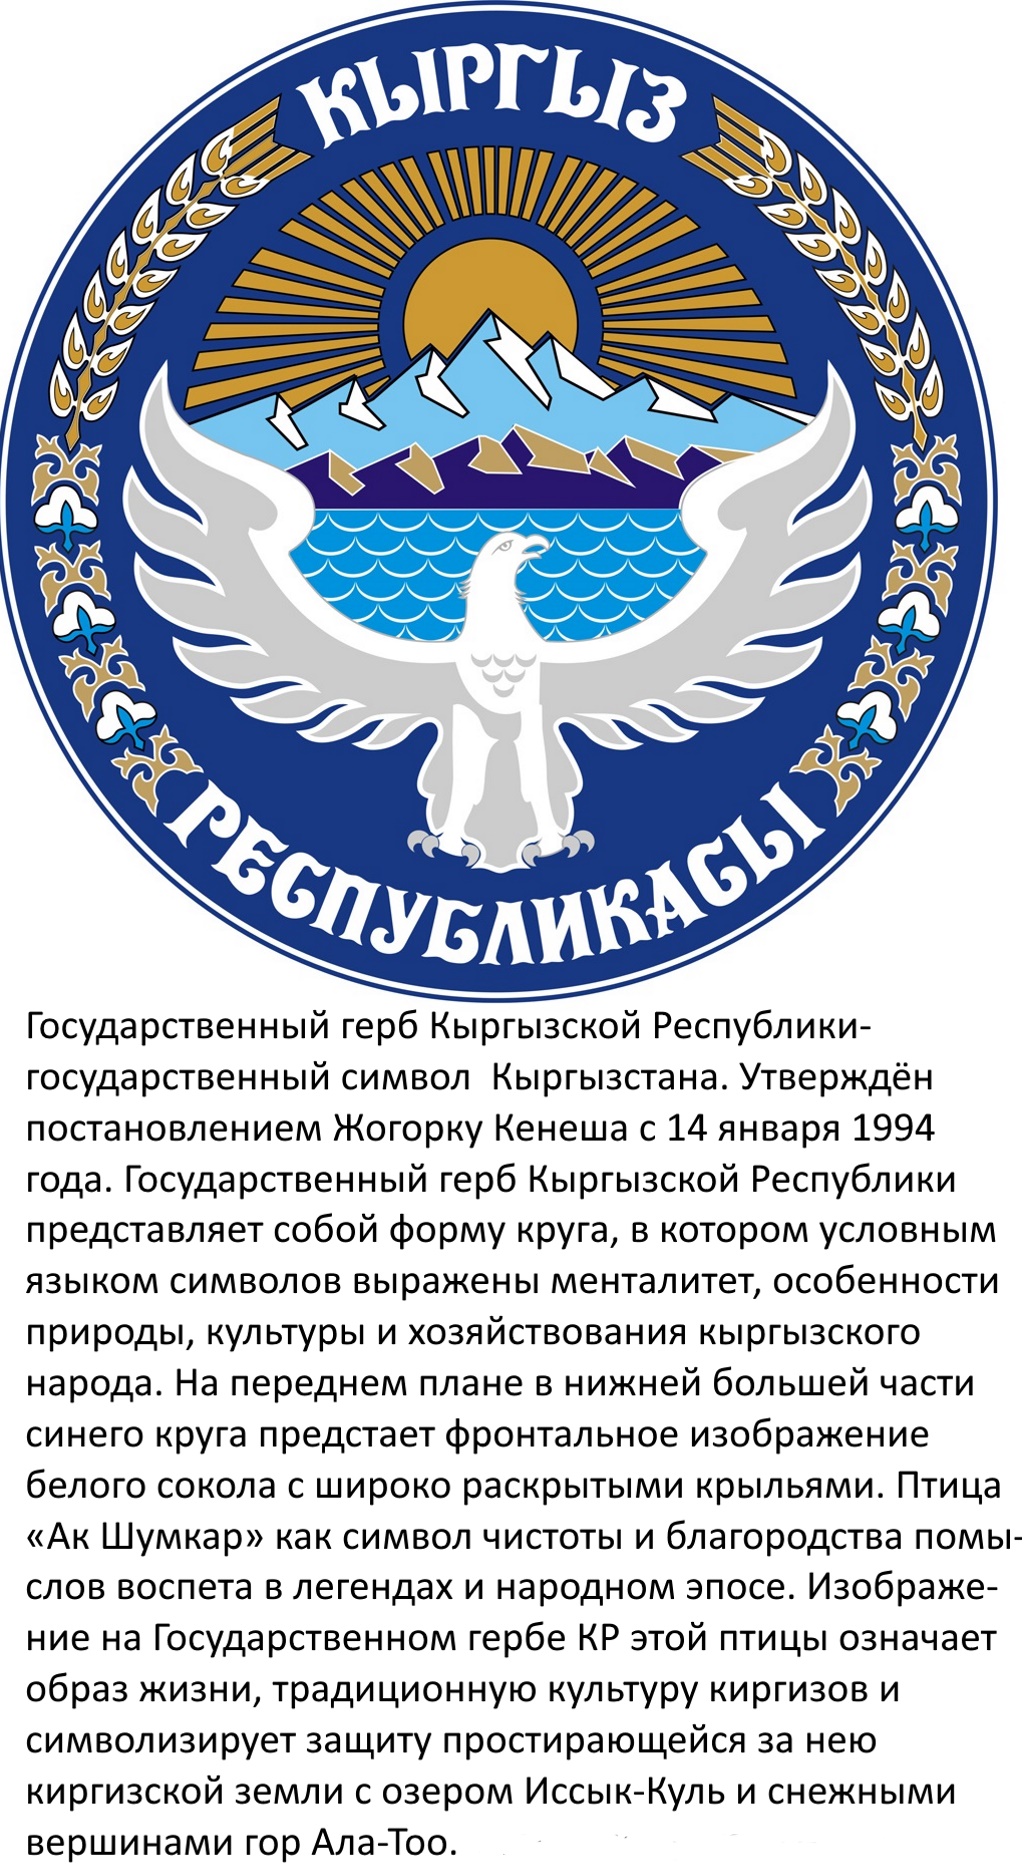 КЫРГЫЗ
РЕСПУБЛИКАСЫ
Государственный герб Кыргызской Республики-
государственный символ  Кыргызстана. Утверждён
постановлением Жогорку Кенеша с 14 января 1994
года. Государственный герб Кыргызской Республики
представляет собой форму круга, в котором условным
языком символов выражены менталитет, особенности
природы, культуры и хозяйствования кыргызского
народа. На переднем плане в нижней большей части
синего круга предстает фронтальное изображение
белого сокола с широко раскрытыми крыльями. Птица
«Ак Шумкар» как символ чистоты и благородства помы-
слов воспета в легендах и народном эпосе. Изображе-
ние на Государственном гербе КР этой птицы означает
образ жизни, традиционную культуру киргизов и
символизирует защиту простирающейся за нею
киргизской земли с озером Иссык-Куль и снежными
вершинами гор Ала-Тоо.